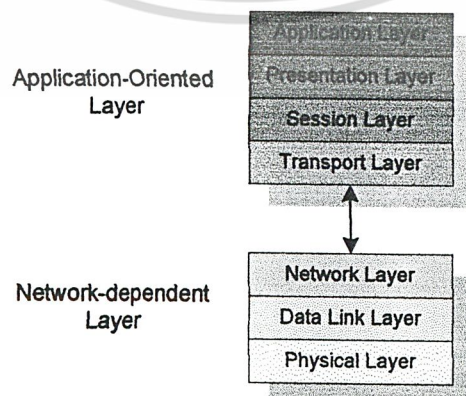 Application Layer
Application-Oriented
Layer
Presentation Layer
Session Layer
Transport Layer
Network-dependent
Layer
Network Layer
Data Link Layer
Physical Layer